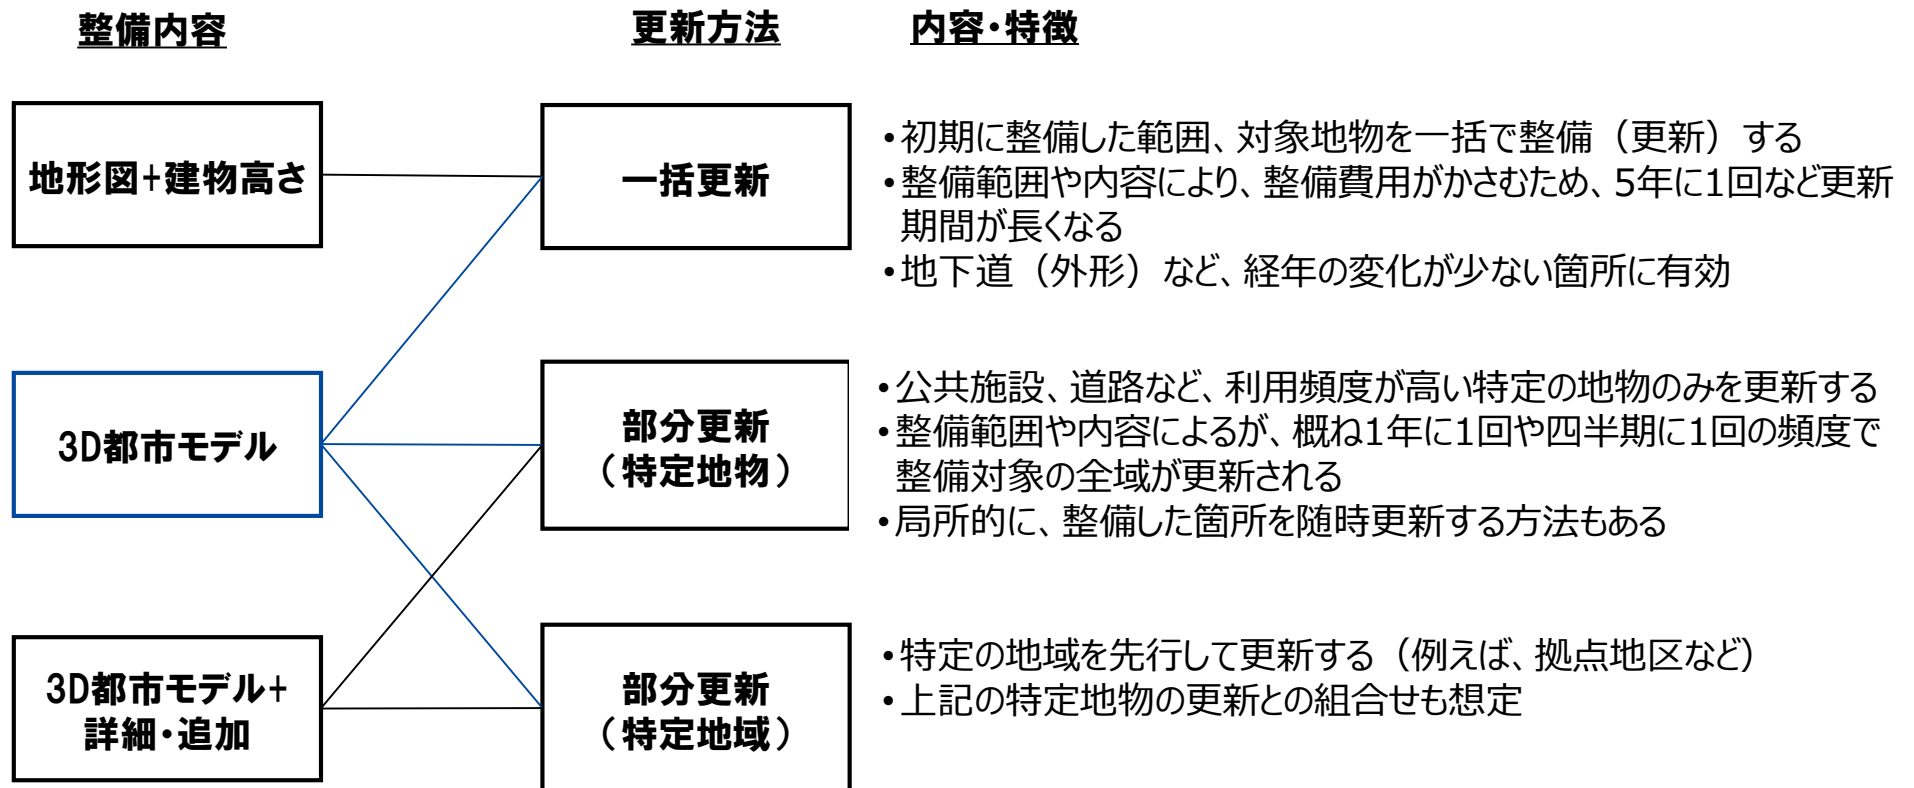 整備内容
更新方法
内容・特徴
地形図+建物高さ
一括更新
•初期に整備した範囲、対象地物を一括で整備（更新）する
•整備範囲や内容により、整備費用がかさむため、5年に1回など更新
期間が長くなる
•地下道（外形）など、経年の変化が少ない箇所に有効
3D都市モデル
部分更新
（特定地物）
•公共施設、道路など、利用頻度が高い特定の地物のみを更新する
•整備範囲や内容によるが、概ね1年に1回や四半期に1回の頻度で
整備対象の全域が更新される
•局所的に、整備した箇所を随時更新する方法もある
3D都市モデル+
詳細・追加
部分更新
（特定地域）
•特定の地域を先行して更新する（例えば、拠点地区など）
•上記の特定地物の更新との組合せも想定